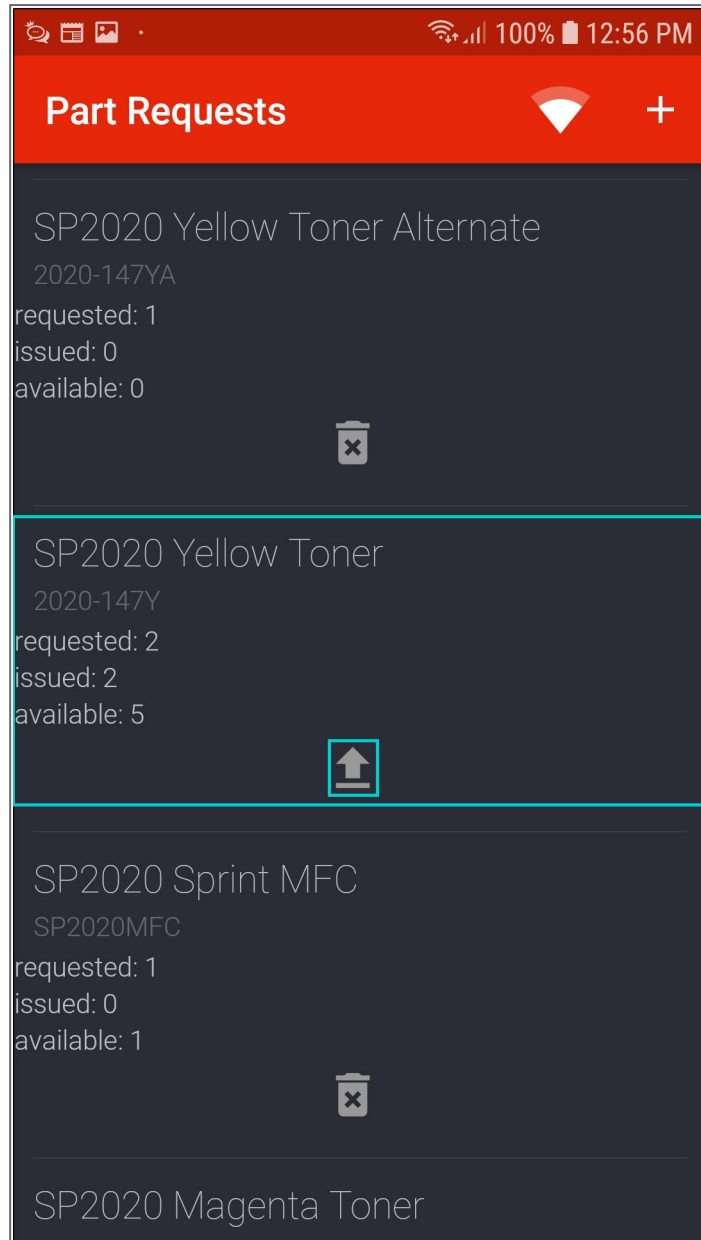 100% 12:56 PM
Part Requests
SP2020 Yellow Toner Alternate
2020-147YA
requested: 1
issued: 0
available: 0
SP2020 Yellow Toner
2020-147Y
requested: 2
issued: 2
available: 5
SP2020 Sprint MFC
SP2020MFC
requested: 1
issued: 0
available: 1
SP2020 Magenta Toner